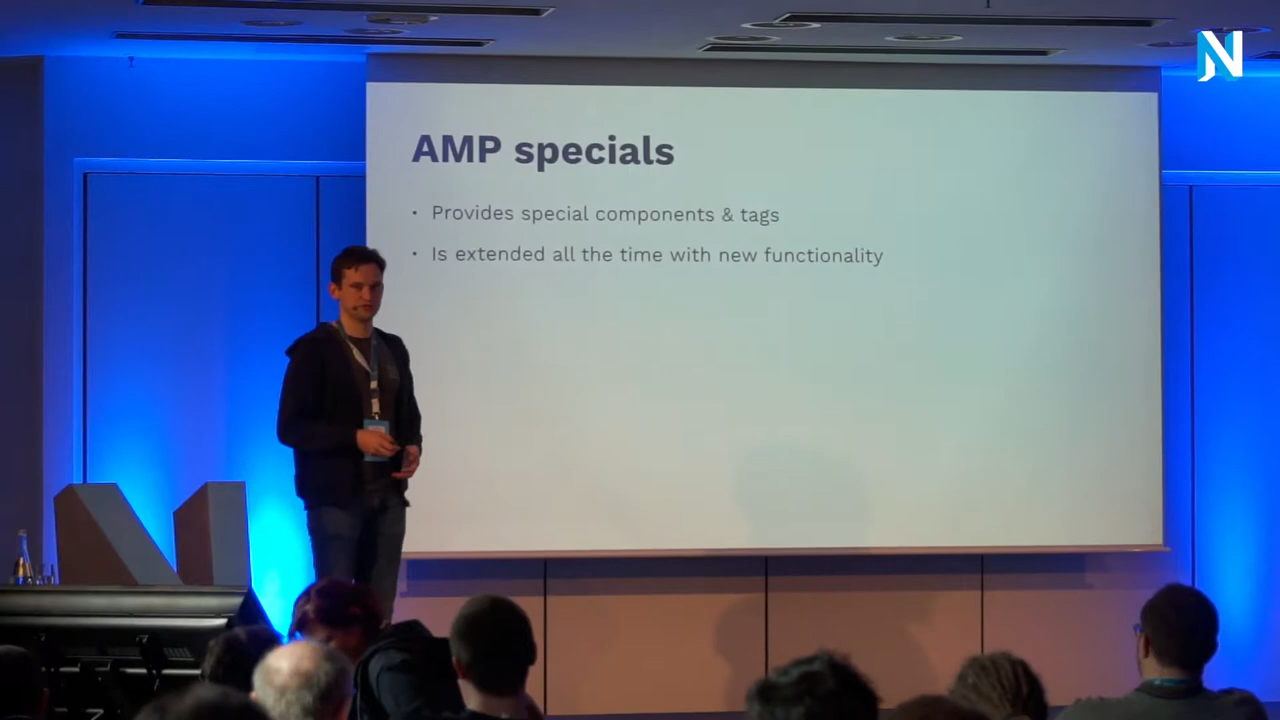 N
AMP specials
• Provides special components & tags
• Is extended all the time with new functionality